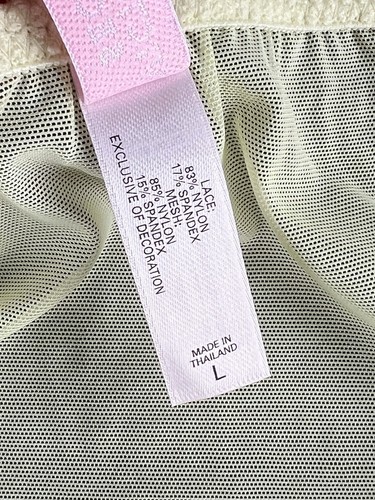 LACE:
83% NYLON
17% SPANDEX
MESH:
85% NYLON
15% SPANDEX
EXCLUSIVE OF DECORATION
MADE IN
THAILAND
L